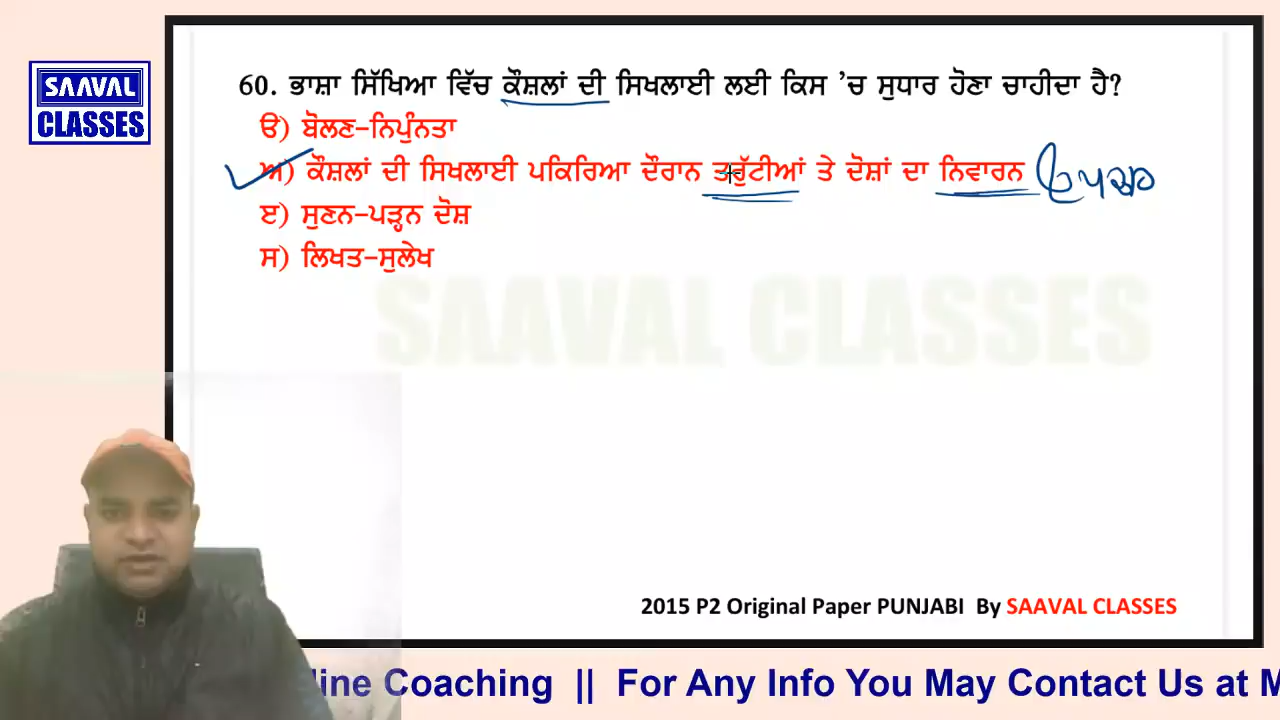 SAAVAL
CLASSES
60. ਭਾਸ਼ਾ ਸਿੱਖਿਆ ਵਿੱਚ ਕੌਸ਼ਲਾਂ ਦੀ ਸਿਖਲਾਈ ਲਈ ਕਿਸ ’ਚ ਸੁਧਾਰ ਹੋਣਾ ਚਾਹੀਦਾ ਹੈ?
ੳ) ਬੋਲਣ-ਨਿਪੁੰਨਤਾ
ਅ) ਕੌਸ਼ਲਾਂ ਦੀ ਸਿਖਲਾਈ ਪਕਿਰਿਆ ਦੌਰਾਨ ਤਰੁੱਟੀਆਂ ਤੇ ਦੋਸ਼ਾਂ ਦਾ ਨਿਵਾਰਨ ਉਪਚਾਰ
ੲ) ਸੁਣਨ-ਪੜ੍ਹਨ ਦੋਸ਼
ਸ) ਲਿਖਤ-ਸੁਲੇਖ
SAAVAL CLASSES
2015 P2 Original Paper PUNJABI By SAAVAL CLASSES
line Coaching || For Any Info You May Contact Us at M